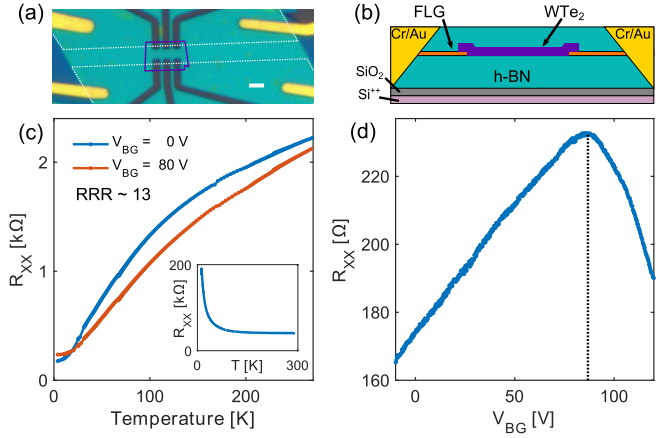 (a)
(b)
FLG
WTe2
Cr/Au
Cr/Au
h-BN
SiO2
Si++
(c)
VBG = 0 V
VBG = 80 V
RRR ~ 13
RXX [kΩ]
2
1
0
0
100
200
Temperature [K]
200
100
0
RXX
[kΩ]
0
T [K]
300
(d)
RXX [Ω]
220
200
180
160
0
50
100
VBG [V]